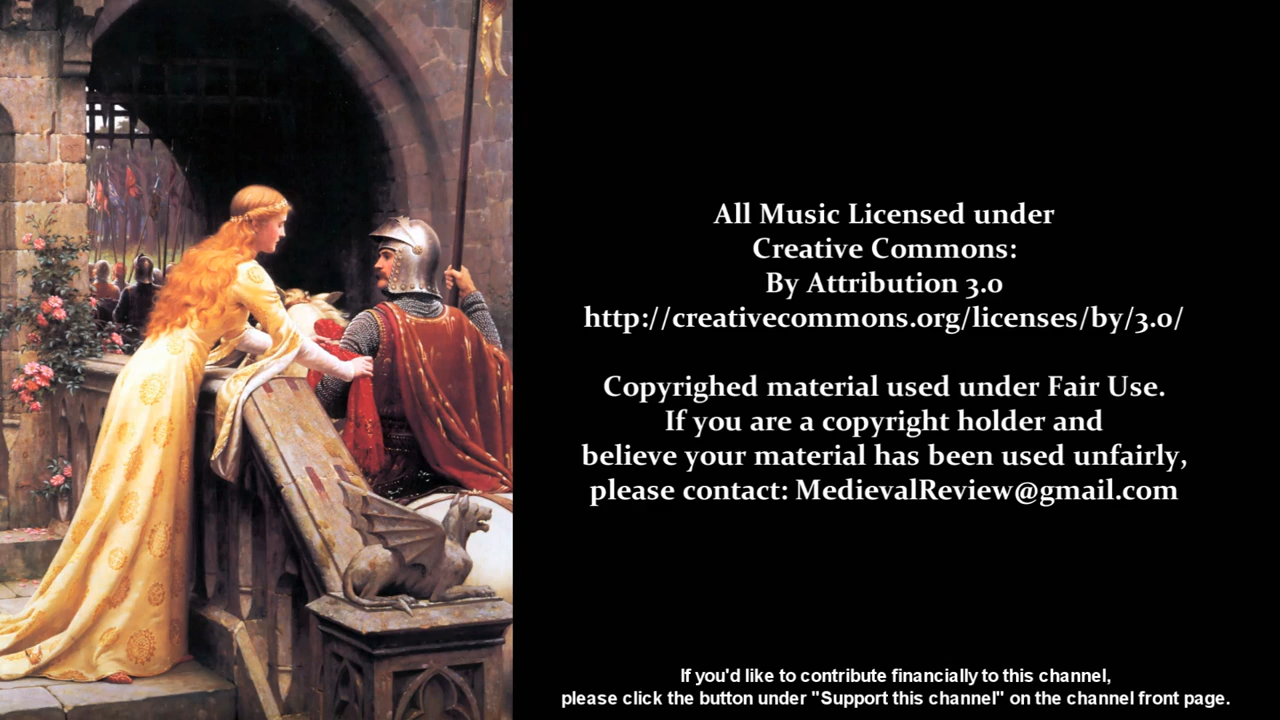 All Music Licensed under
Creative Commons:
By Attribution 3.0
http://creativecommons.org/licenses/by/3.0/
Copyrighed material used under Fair Use.
If you are a copyright holder and
believe your material has been used unfairly,
please contact: MedievalReview@gmail.com
If you'd like to contribute financially to this channel,
please click the button under "Support this channel" on the channel front page.